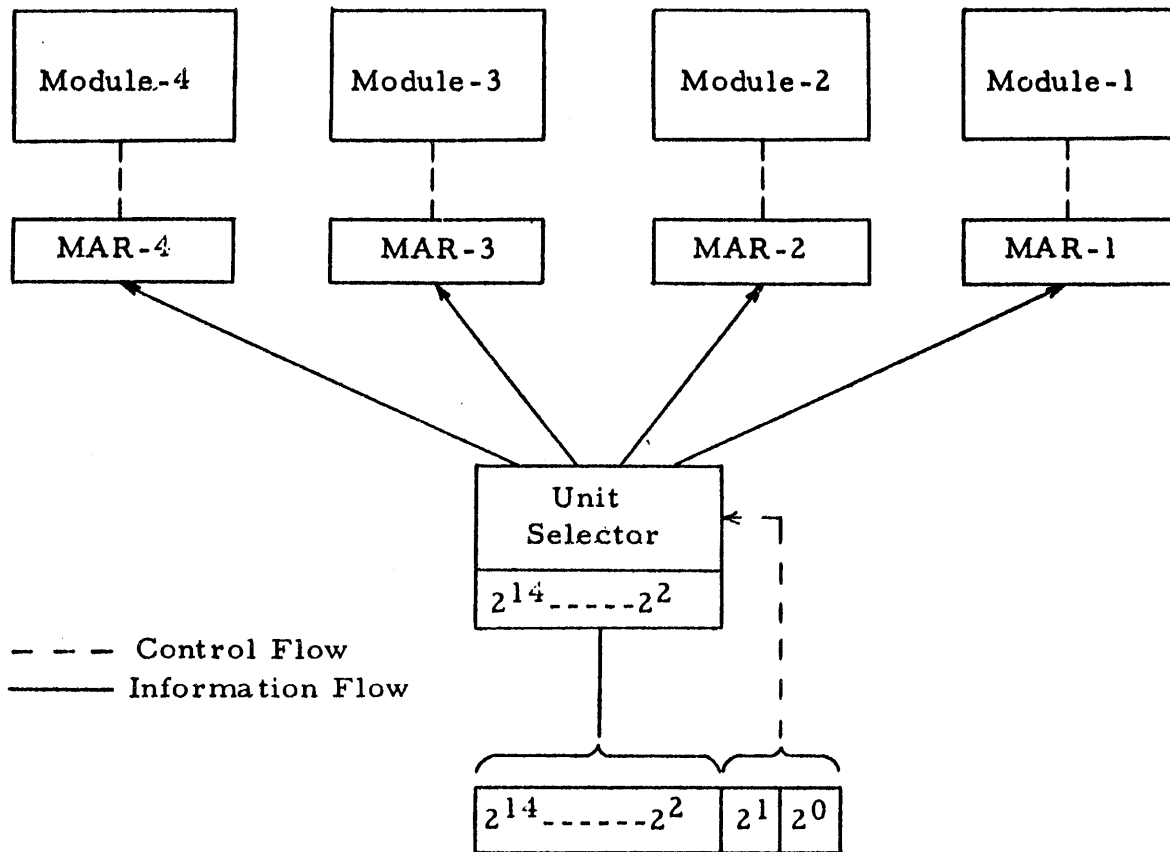 Module-4 Module-3 Module-2 Module-1
MAR-4 MAR-3 MAR-2 MAR-1
Unit
Selector
2^14-----2^2
--- Control Flow
Information Flow
2^14------2^2 2^1 2^0